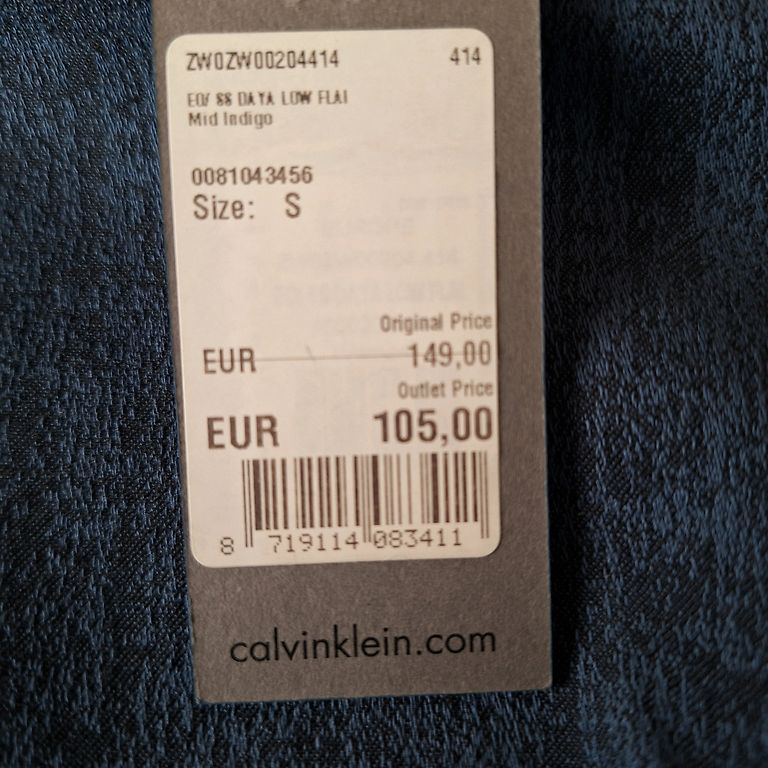 ZW0ZW00204414 414
88 DAYA LOW FLAI
Mid Indigo
0081043456
Size: S
Original Price
EUR 149,00
Outlet Price
EUR 105,00
8 719114 083411
calvinklein.com